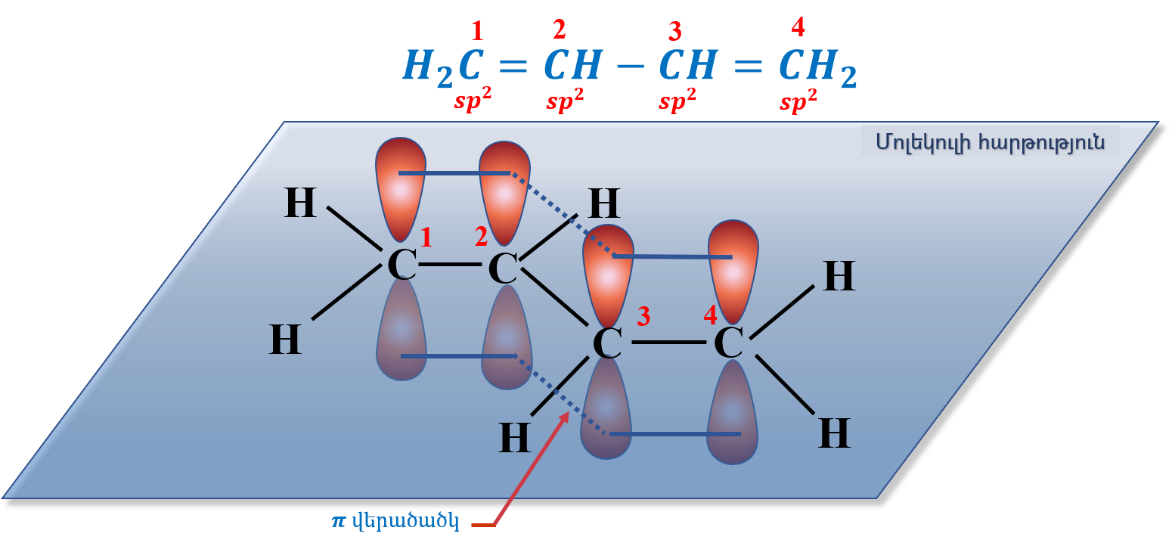 1 2 3 4
H₂C = CH − CH = CH₂
sp² sp² sp² sp²
Մոլեկուլի հարթություն
H H
1 2
C C
H
H
3 4
C C
H
H
H
π վերածածկ